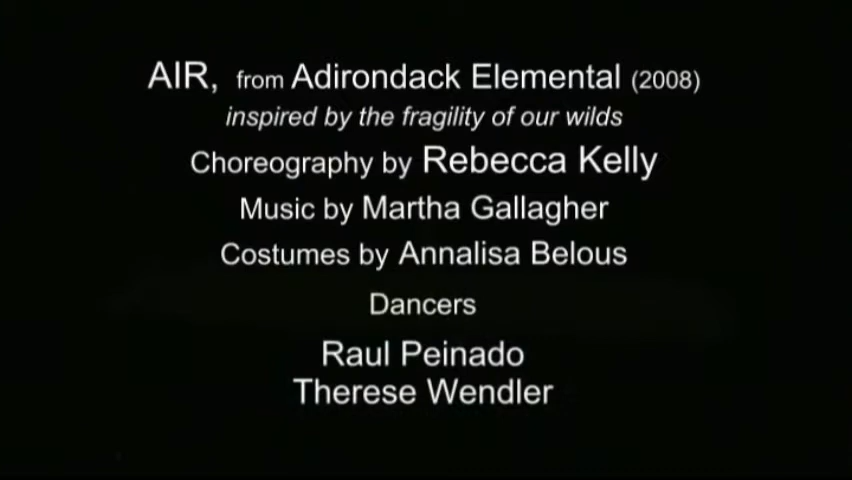 AIR, from Adirondack Elemental (2008)
inspired by the fragility of our wilds
Choreography by Rebecca Kelly
Music by Martha Gallagher
Costumes by Annalisa Belous
Dancers
Raul Peinado
Therese Wendler